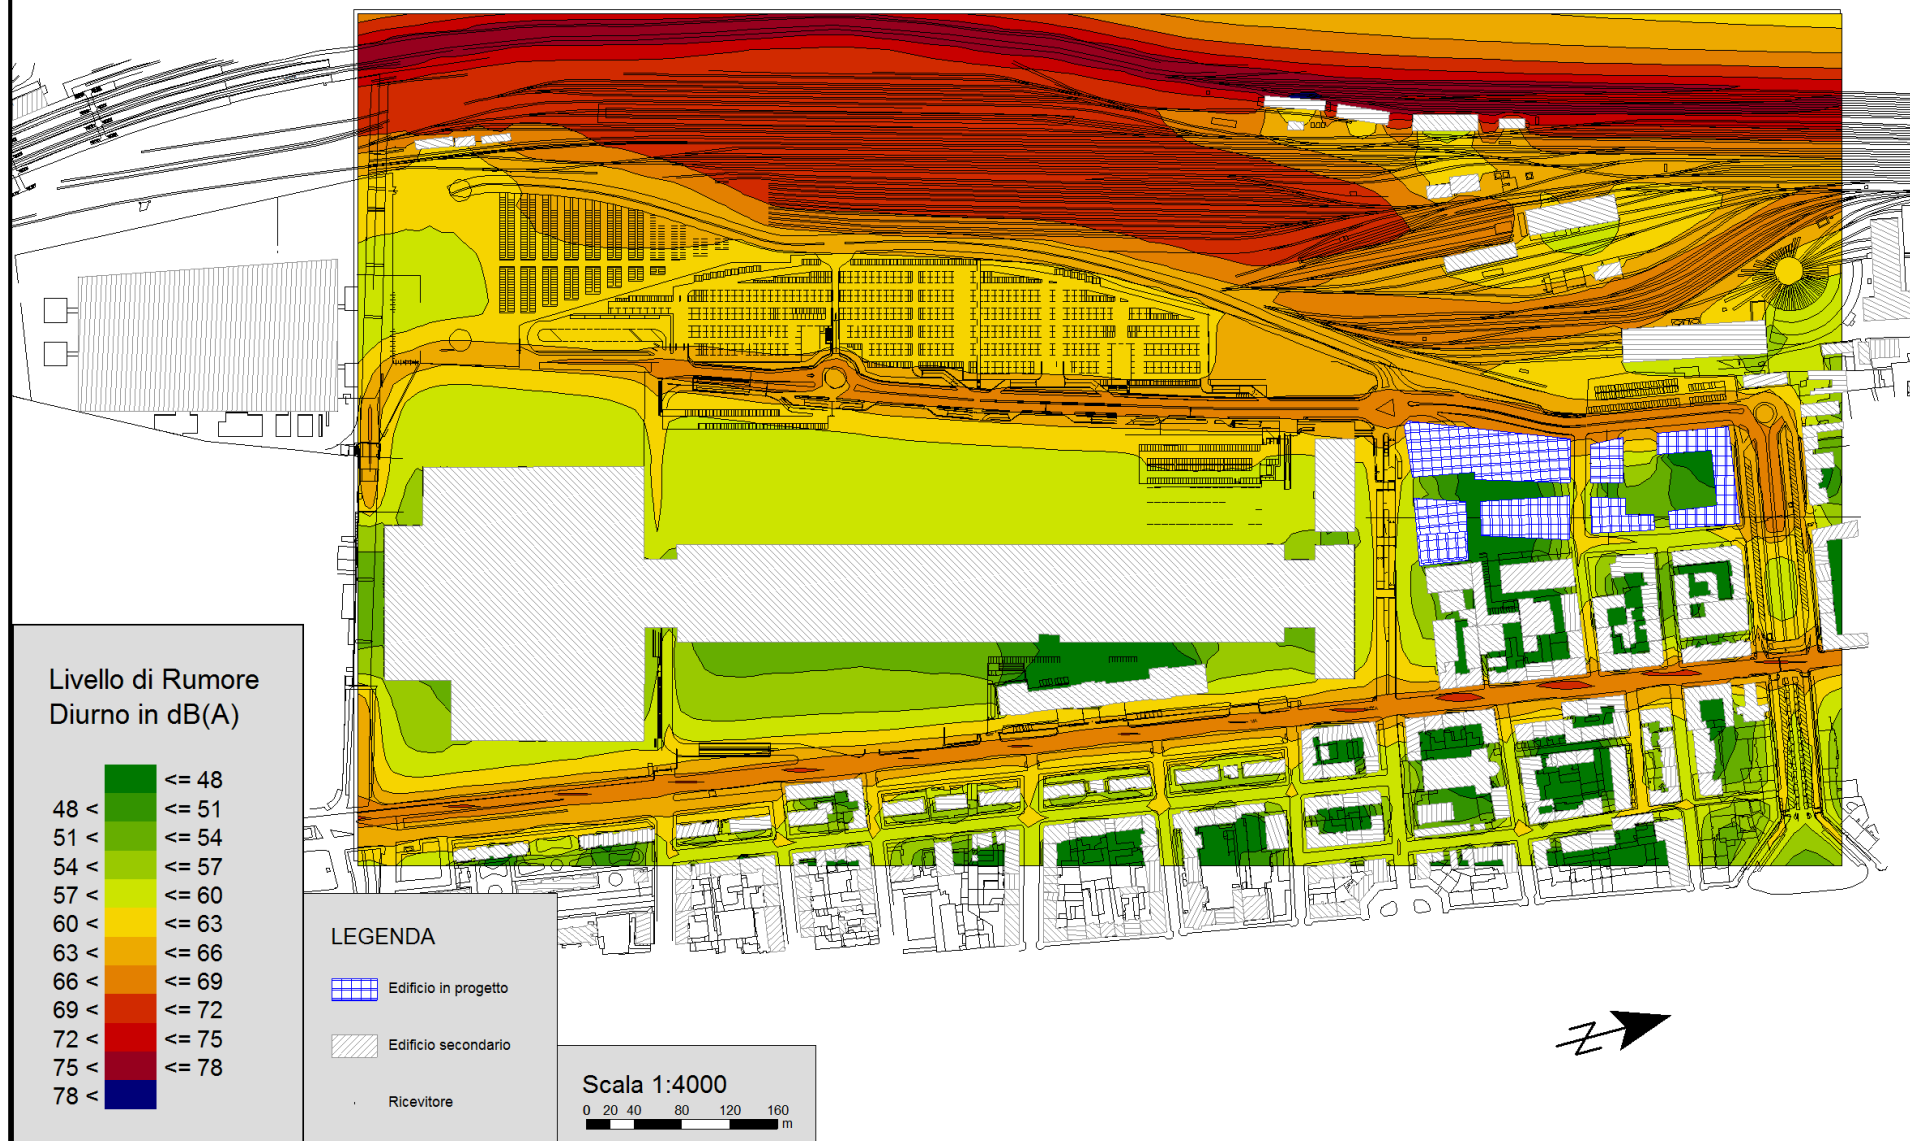 Livello di Rumore
Diurno in dB(A)
<= 48
48 < <= 51
51 < <= 54
54 < <= 57
57 < <= 60
60 < <= 63
63 < <= 66
66 < <= 69
69 < <= 72
72 < <= 75
75 < <= 78
78 <
LEGENDA
Edificio in progetto
Edificio secondario
Ricevitore
Scala 1:4000
0 20 40 80 120 160
m
N